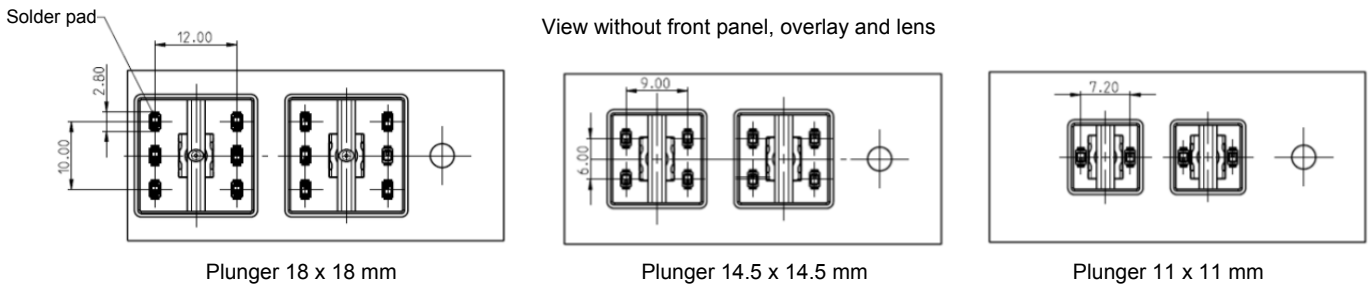 Solder pad
View without front panel, overlay and lens
12.00
2.80
10.00
9.00
6.00
7.20
Plunger 18 x 18 mm
Plunger 14.5 x 14.5 mm
Plunger 11 x 11 mm